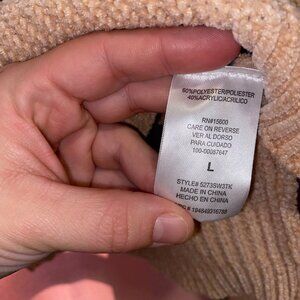 60%POLYESTER/POLIESTER
40%ACRYLIC/ACRILICO
RN#15600
CARE ON REVERSE
VER AL DORSO
PARA CUIDADO
100-00087647
L
STYLE# 5273SW3TK
MADE IN CHINA
HECHO EN CHINA
# 194849316788